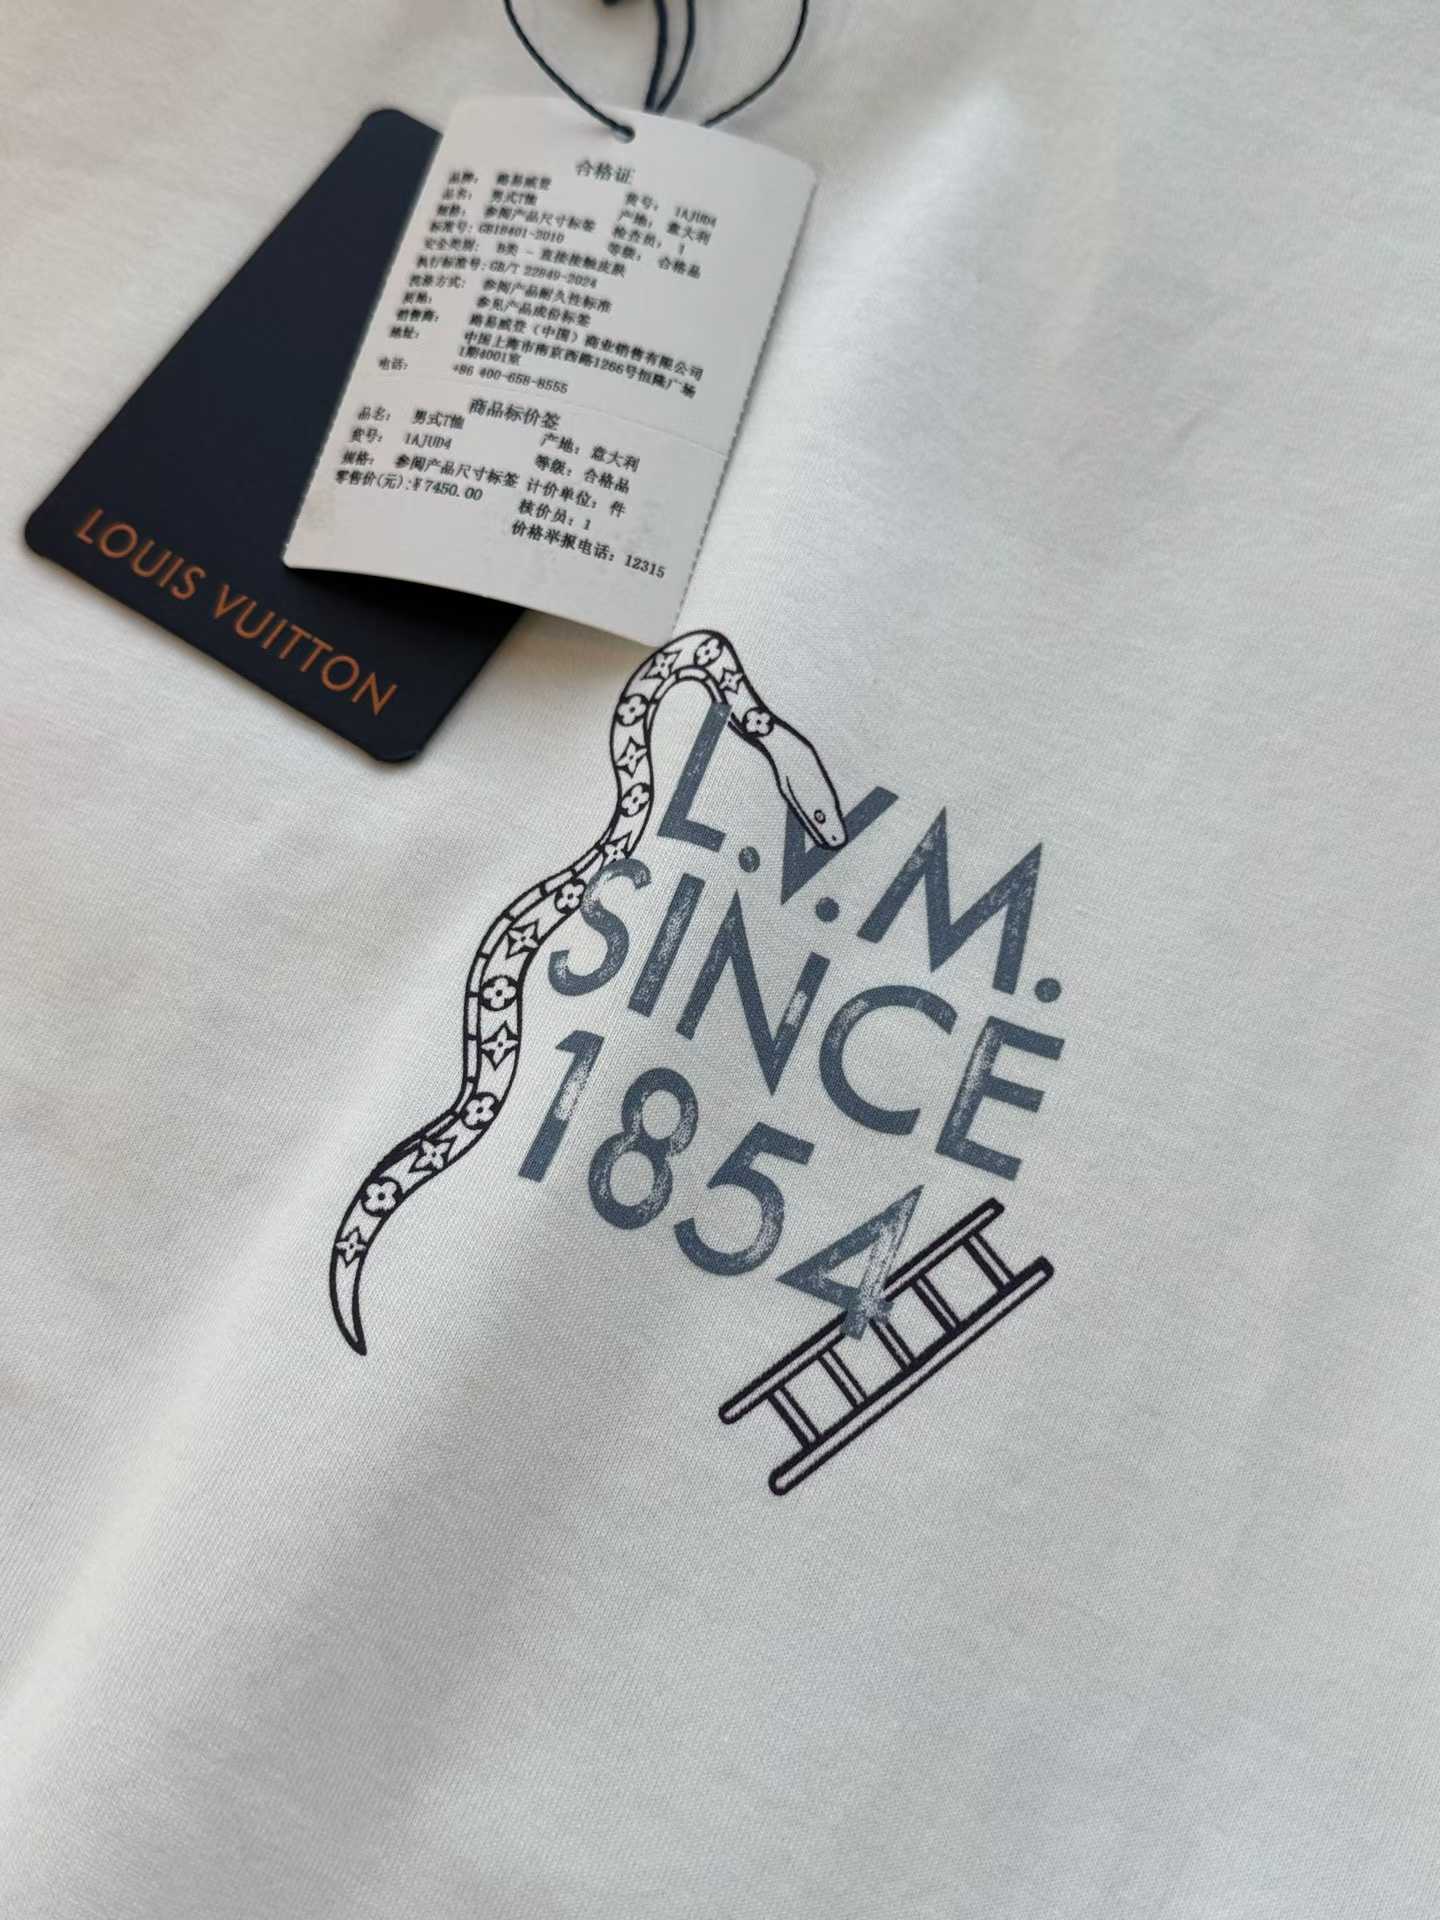 合格证
品牌: 路易威登
品名: 男式T恤 货号: 1AJUD4
规格: 参阅产品尺寸标签 产地: 意大利
标准号: GB18401-2010 检查员: 1
安全类别: B类 - 直接接触皮肤 等级: 合格品
执行标准号: GB/T 22849-2024
洗涤方式: 参阅产品耐久性标准
质地: 参见产品成份标签
销售商: 路易威登（中国）商业销售有限公司
地址: 中国上海市南京西路1266号恒隆广场
1期4001室
电话: +86 400-658-8555
商品标价签
品名: 男式T恤 产地: 意大利
货号: 1AJUD4 等级: 合格品
规格: 参阅产品尺寸标签 计价单位: 件
零售价(元):¥7450.00 核价员: 1
价格举报电话: 12315
LOUIS VUITTON
L.V.M.
SINCE
1854